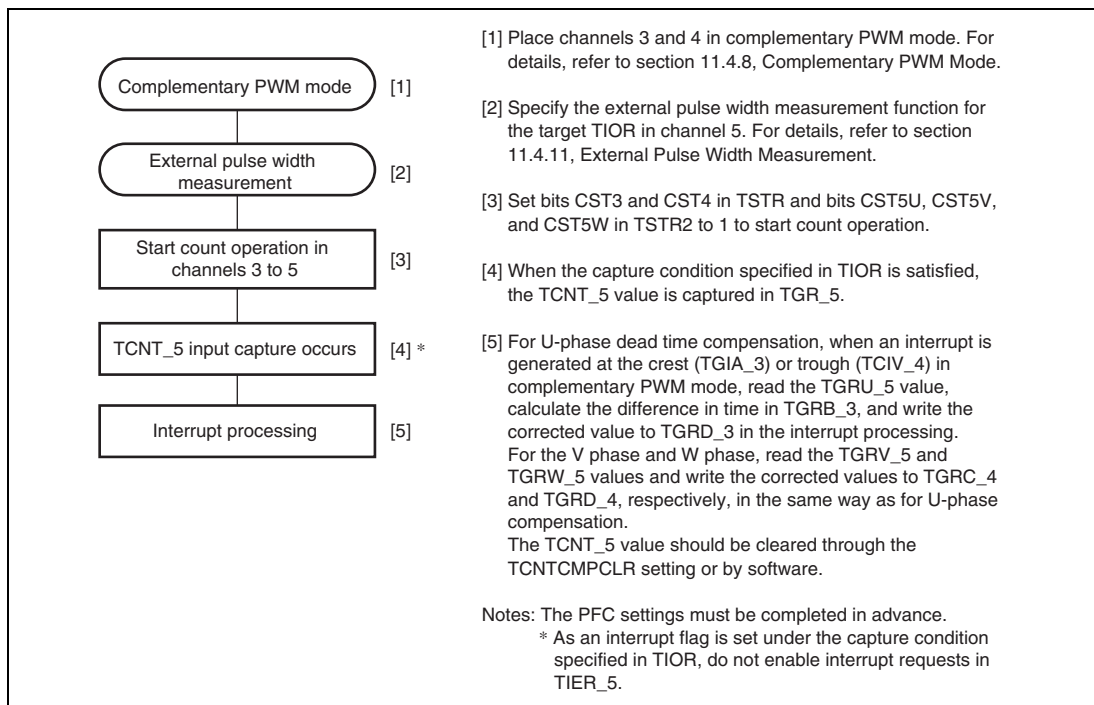 Complementary PWM mode [1]
External pulse width
measurement
[2]
Start count operation in
channels 3 to 5
[3]
TCNT_5 input capture occurs [4] *
Interrupt processing [5]
[1] Place channels 3 and 4 in complementary PWM mode. For
details, refer to section 11.4.8, Complementary PWM Mode.
[2] Specify the external pulse width measurement function for
the target TIOR in channel 5. For details, refer to section
11.4.11, External Pulse Width Measurement.
[3] Set bits CST3 and CST4 in TSTR and bits CST5U, CST5V,
and CST5W in TSTR2 to 1 to start count operation.
[4] When the capture condition specified in TIOR is satisfied,
the TCNT_5 value is captured in TGR_5.
[5] For U-phase dead time compensation, when an interrupt is
generated at the crest (TGIA_3) or trough (TCIV_4) in
complementary PWM mode, read the TGRU_5 value,
calculate the difference in time in TGRB_3, and write the
corrected value to TGRD_3 in the interrupt processing.
For the V phase and W phase, read the TGRV_5 and
TGRW_5 values and write the corrected values to TGRC_4
and TGRD_4, respectively, in the same way as for U-phase
compensation.
The TCNT_5 value should be cleared through the
TCNTCMPCLR setting or by software.
Notes: The PFC settings must be completed in advance.
* As an interrupt flag is set under the capture condition
specified in TIOR, do not enable interrupt requests in
TIER_5.